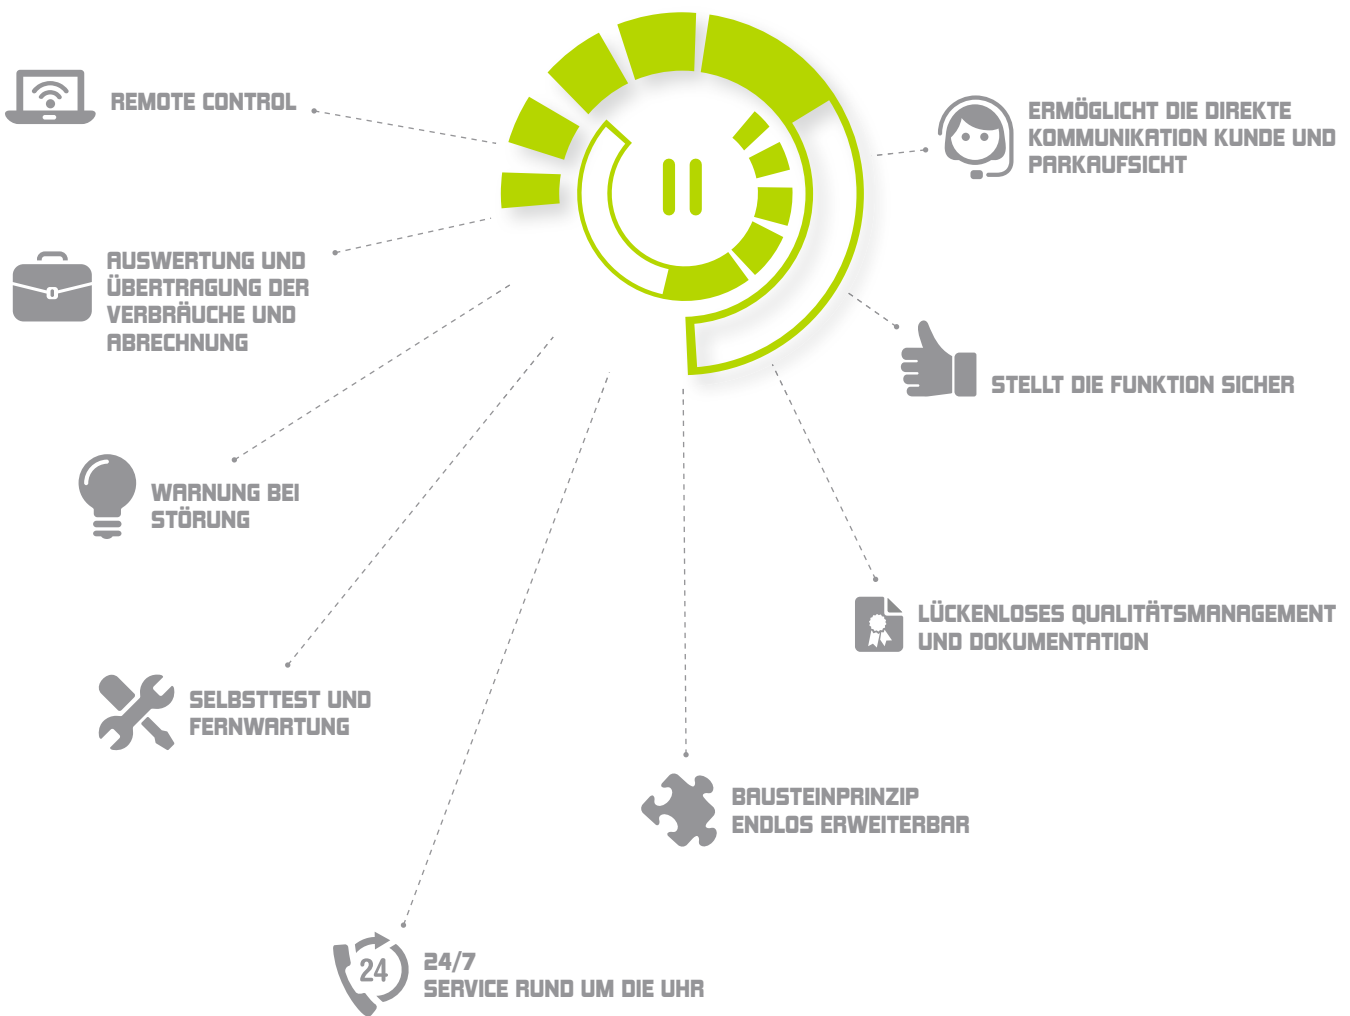 REMOTE CONTROL
ERMÖGLICHT DIE DIREKTE
KOMMUNIKATION KUNDE UND
PARKAUFSICHT
AUSWERTUNG UND
ÜBERTRAGUNG DER
VERBRÄUCHE UND
ABRECHNUNG
STELLT DIE FUNKTION SICHER
WARNUNG BEI
STÖRUNG
LÜCKENLOSES QUALITÄTSMANAGEMENT
UND DOKUMENTATION
SELBSTTEST UND
FERNWARTUNG
BAUSTEINPRINZIP
ENDLOS ERWEITERBAR
24
24/7
SERVICE RUND UM DIE UHR